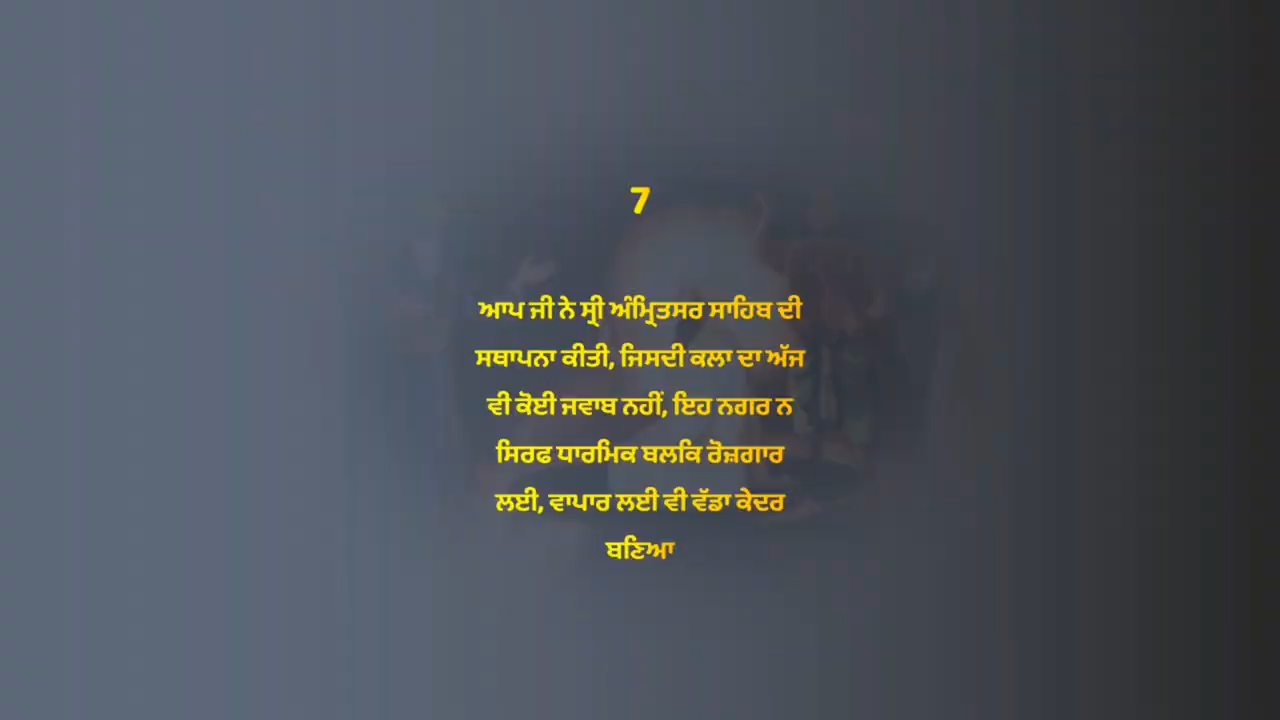 7
ਆਪ ਜੀ ਨੇ ਸ੍ਰੀ ਅੰਮ੍ਰਿਤਸਰ ਸਾਹਿਬ ਦੀ
ਸਥਾਪਨਾ ਕੀਤੀ, ਜਿਸਦੀ ਕਲਾ ਦਾ ਅੱਜ
ਵੀ ਕੋਈ ਜਵਾਬ ਨਹੀਂ, ਇਹ ਨਗਰ ਨ
ਸਿਰਫ ਧਾਰਮਿਕ ਬਲਕਿ ਰੋਜ਼ਗਾਰ
ਲਈ, ਵਾਪਾਰ ਲਈ ਵੀ ਵੱਡਾ ਕੇਦਰ
ਬਣਿਆ